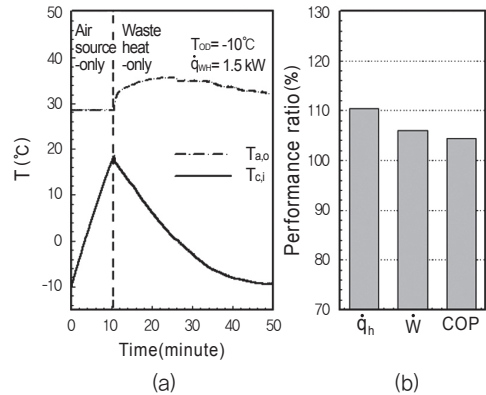 Air
source
-only
Waste
heat
-only
T_OD = -10℃
q̇_WH = 1.5 kW
T_a,o
T_c,i
T(℃)
50
40
30
20
10
0
-10
0 10 20 30 40 50
Time(minute)
(a)
Performance ratio(%)
130
120
110
100
90
80
70
q̇_h Ẇ COP
(b)